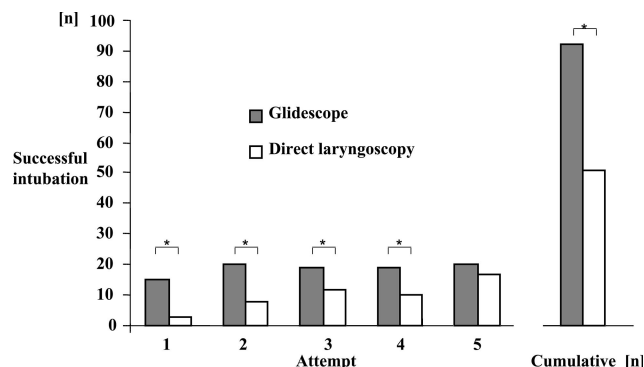 [n]
100
90
80
70
60
50
40
30
20
10
0
Successful
intubation
Glidescope
Direct laryngoscopy
*
*
*
*
*
1 2 3 4 5
Attempt
Cumulative [n]